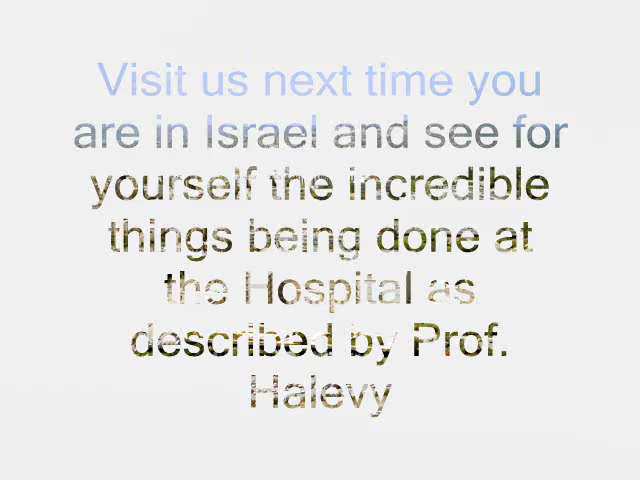 Visit us next time you
are in Israel and see for
yourself the incredible
things being done at
the Hospital as
described by Prof.
Halevy